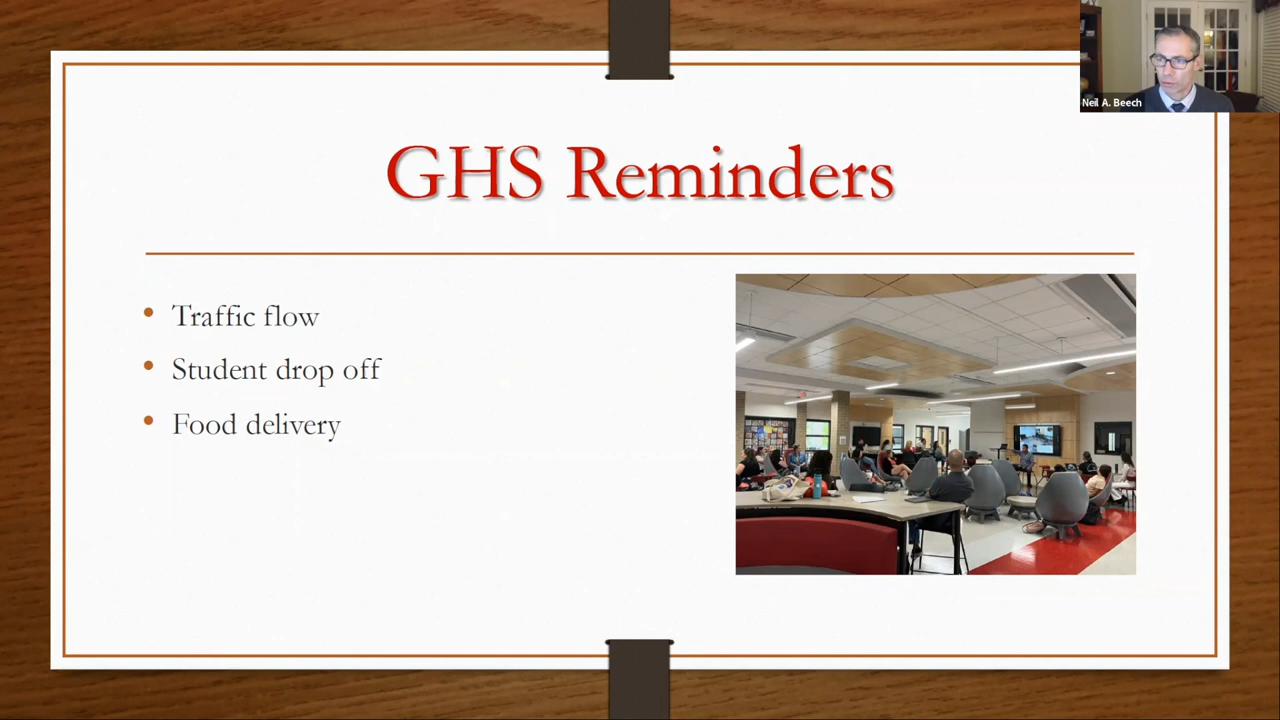 Neil A. Beech
GHS Reminders
• Traffic flow
• Student drop off
• Food delivery